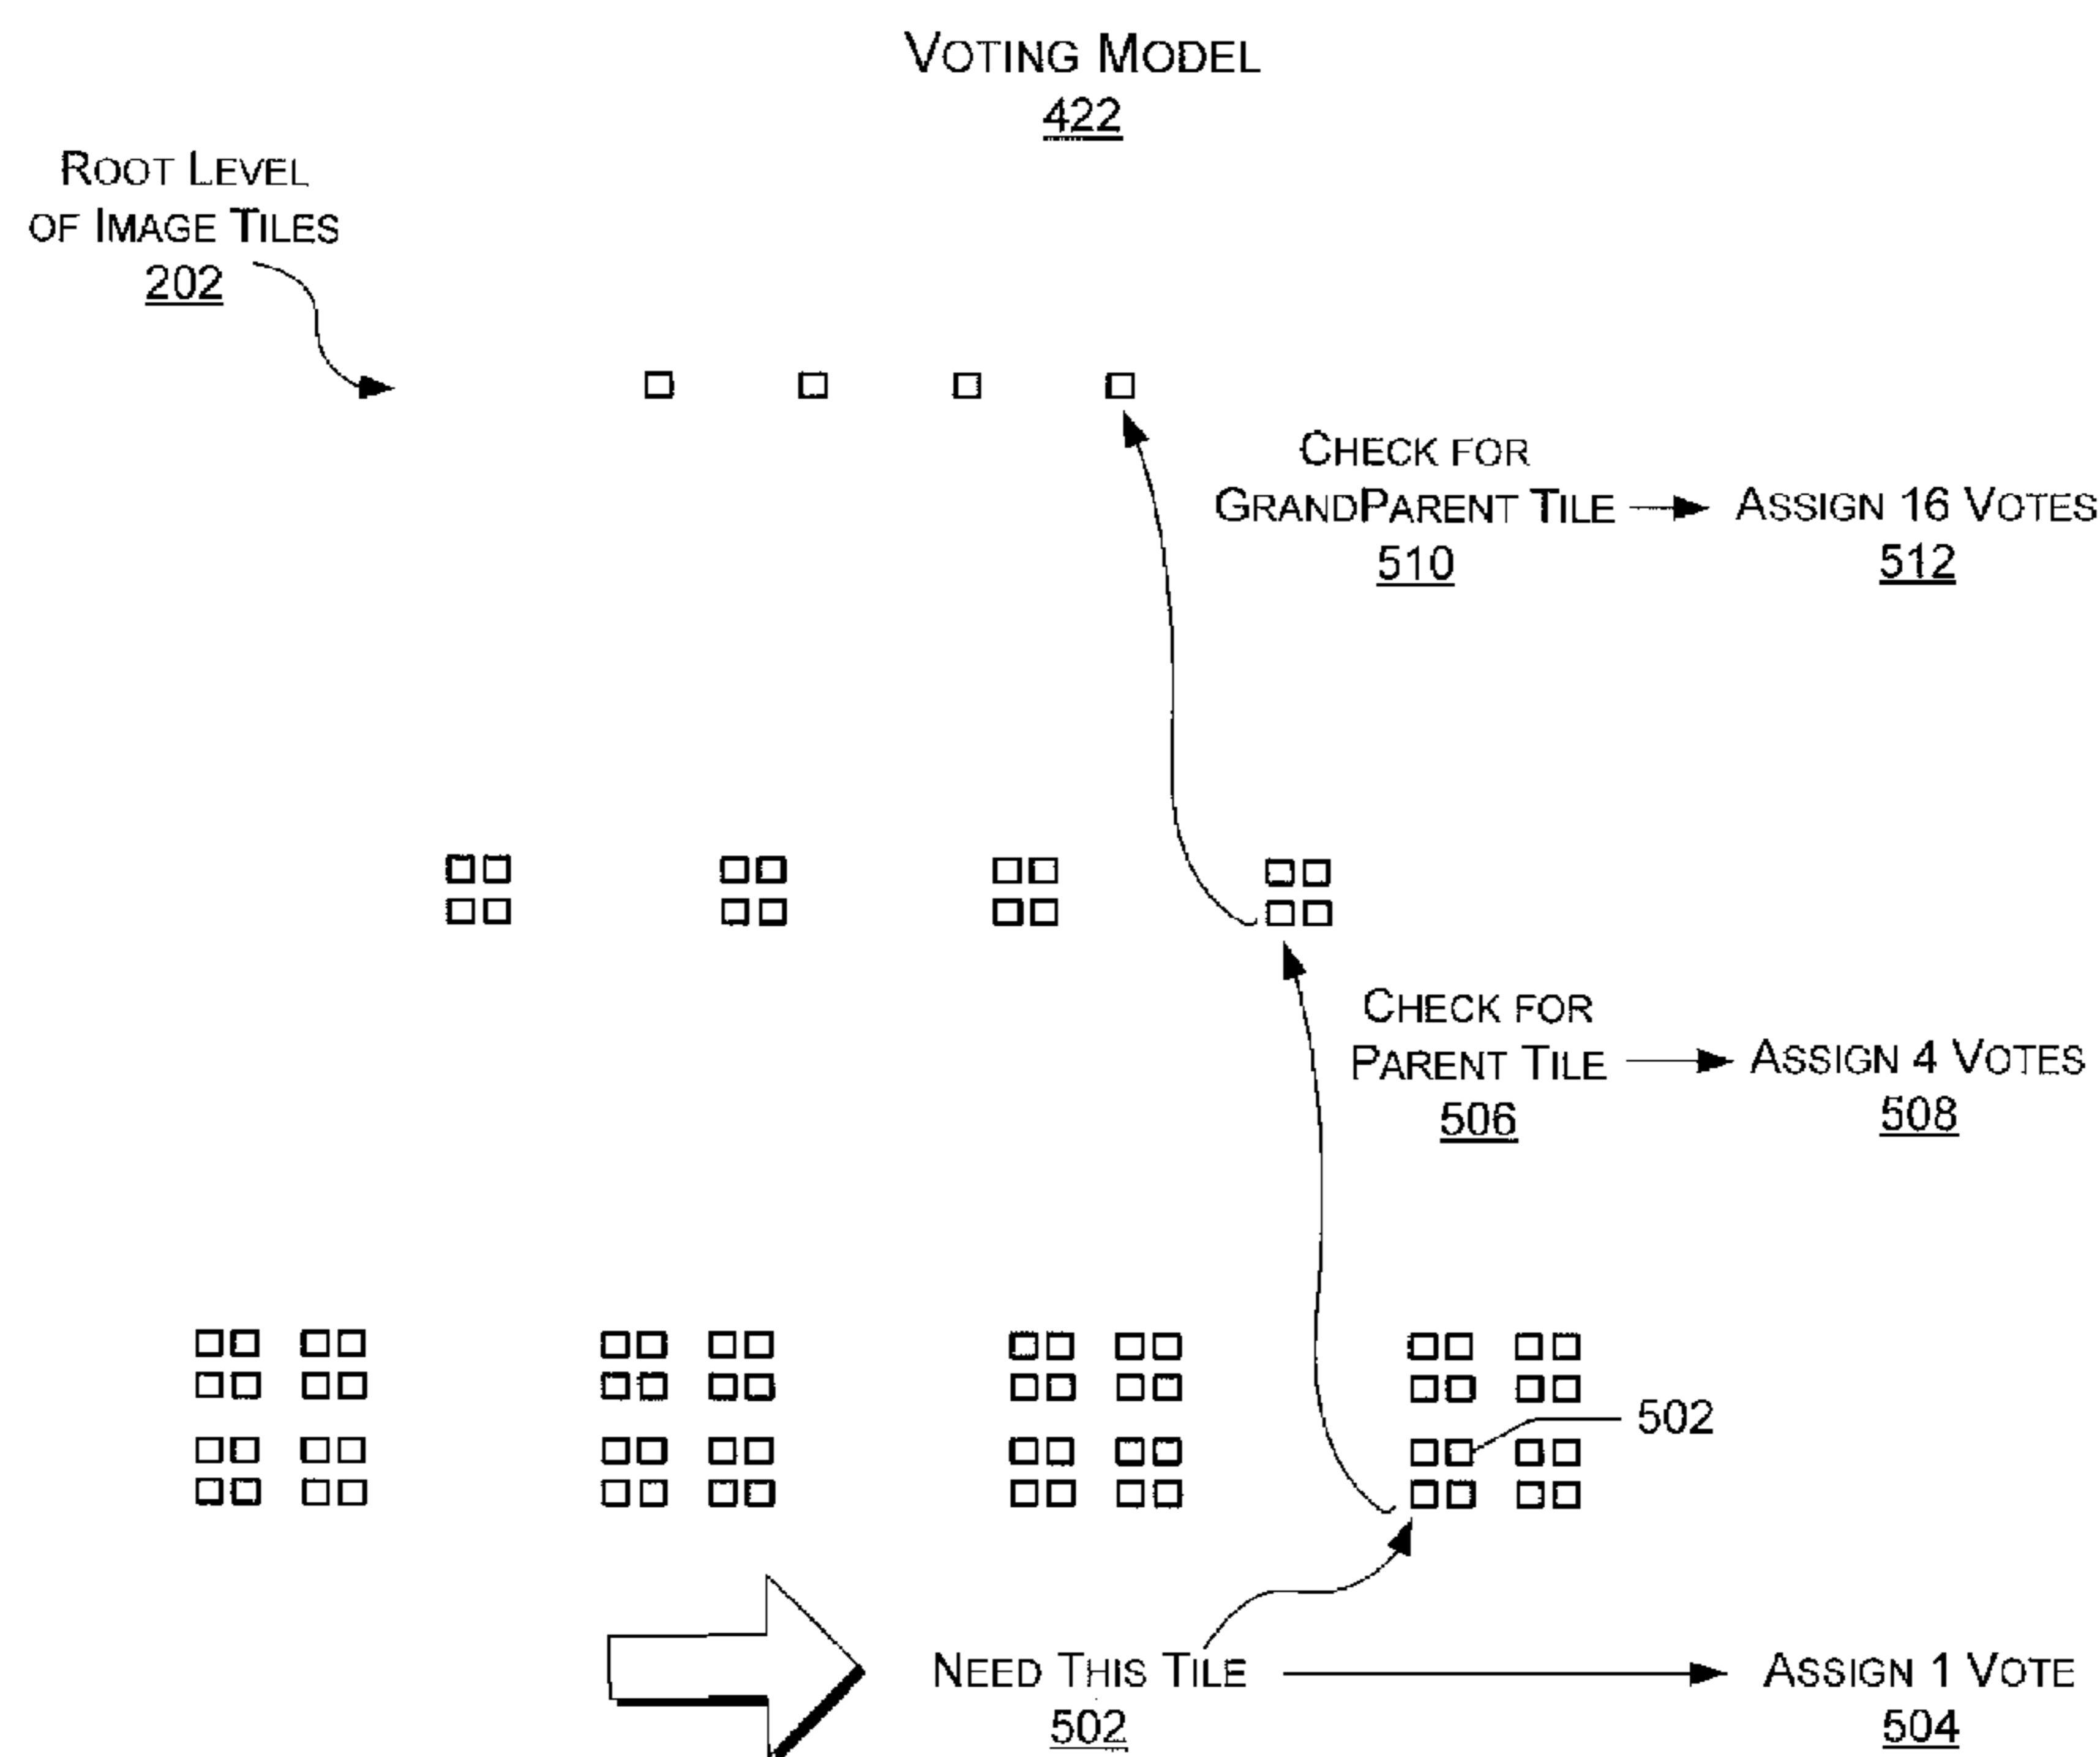 VOTING MODEL
422
ROOT LEVEL
OF IMAGE TILES
202
CHECK FOR
GRANDPARENT TILE
510
ASSIGN 16 VOTES
512
CHECK FOR
PARENT TILE
506
ASSIGN 4 VOTES
508
502
NEED THIS TILE
502
ASSIGN 1 VOTE
504